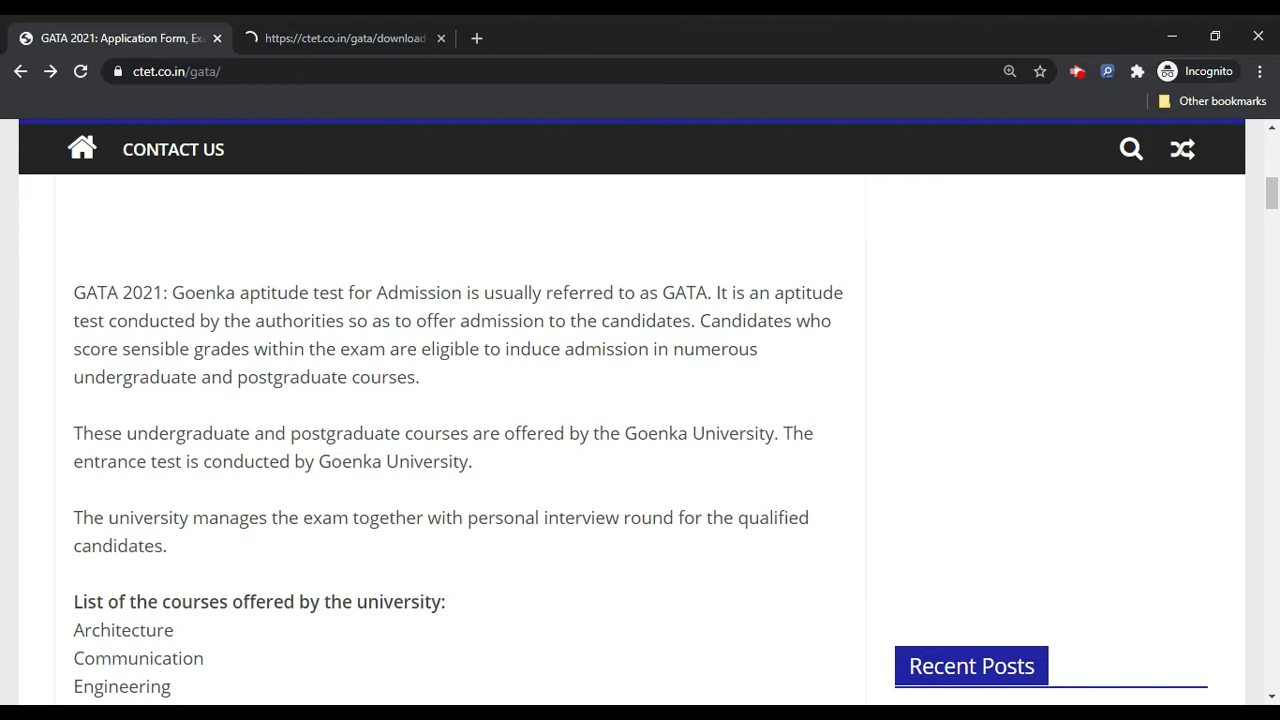 GATA 2021: Application Form, Ex
https://ctet.co.in/gata/download
ctet.co.in/gata/
Incognito
Other bookmarks
CONTACT US
GATA 2021: Goenka aptitude test for Admission is usually referred to as GATA. It is an aptitude
test conducted by the authorities so as to offer admission to the candidates. Candidates who
score sensible grades within the exam are eligible to induce admission in numerous
undergraduate and postgraduate courses.
These undergraduate and postgraduate courses are offered by the Goenka University. The
entrance test is conducted by Goenka University.
The university manages the exam together with personal interview round for the qualified
candidates.
List of the courses offered by the university:
Architecture
Communication
Engineering
Recent Posts